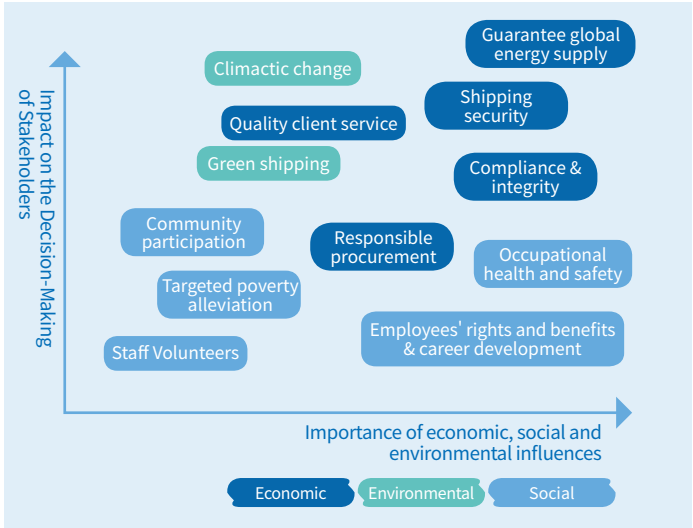 Guarantee global
energy supply
Climactic change
Shipping
security
Quality client service
Green shipping
Compliance &
integrity
Community
participation
Responsible
procurement
Occupational
health and safety
Targeted poverty
alleviation
Employees' rights and benefits
& career development
Staff Volunteers
Impact on the Decision-Making
of Stakeholders
Importance of economic, social and
environmental influences
Economic
Environmental
Social